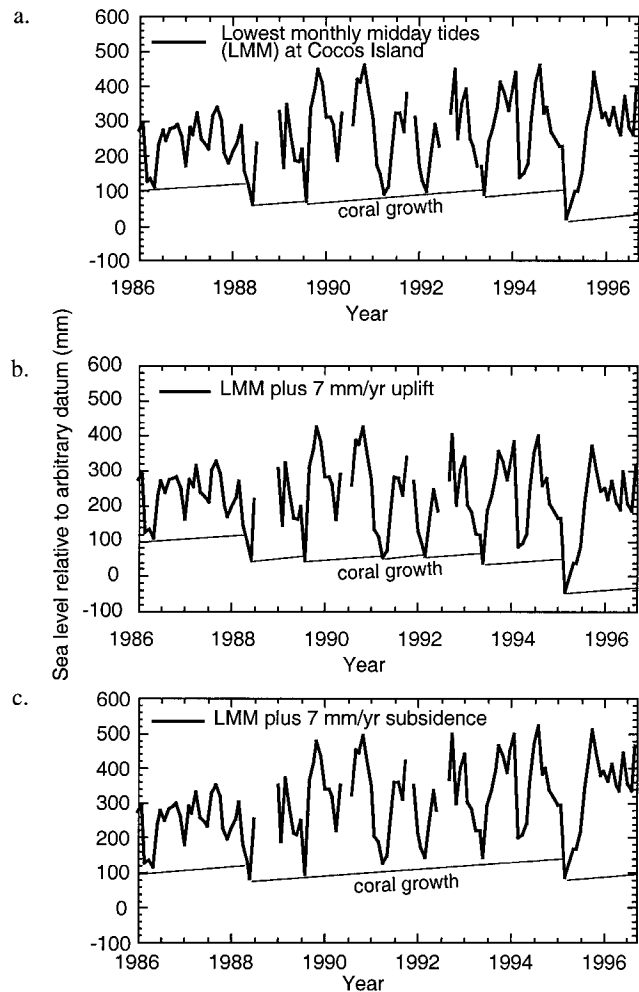 a.
Lowest monthly midday tides
(LMM) at Cocos Island
600
500
400
300
200
100
0
-100
coral growth
1986 1988 1990 1992 1994 1996
Year
Sea level relative to arbitrary datum (mm)
b.
LMM plus 7 mm/yr uplift
600
500
400
300
200
100
0
-100
coral growth
1986 1988 1990 1992 1994 1996
Year
c.
LMM plus 7 mm/yr subsidence
600
500
400
300
200
100
0
-100
coral growth
1986 1988 1990 1992 1994 1996
Year